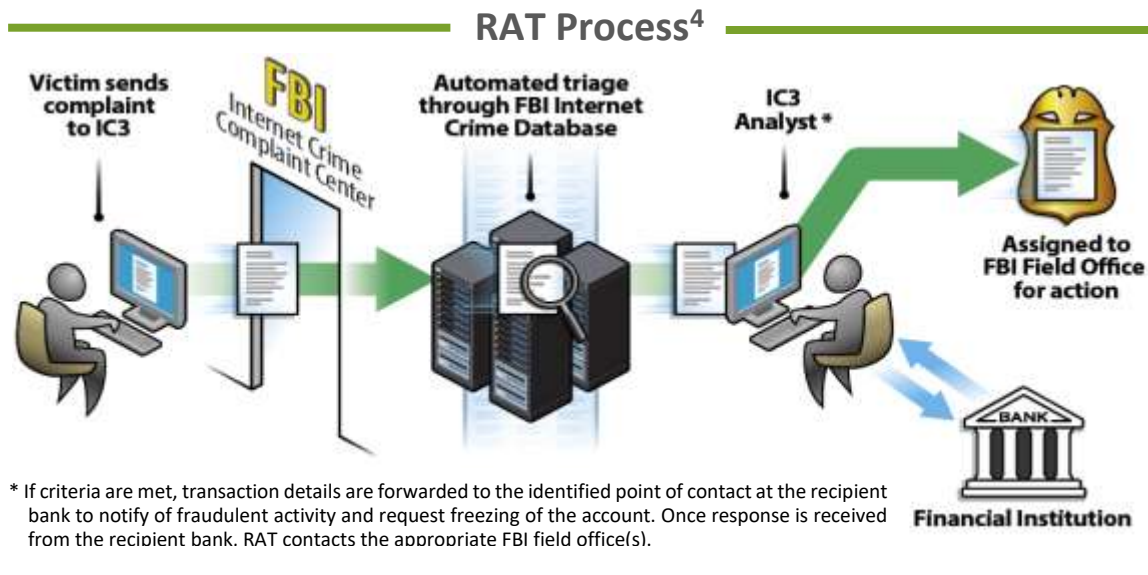 RAT Process4
Victim sends
complaint
to IC3
FBI
Internet Crime
Complaint Center
Automated triage
through FBI Internet
Crime Database
IC3
Analyst *
Assigned to
FBI Field Office
for action
BANK
Financial Institution
* If criteria are met, transaction details are forwarded to the identified point of contact at the recipient
bank to notify of fraudulent activity and request freezing of the account. Once response is received
from the recipient bank, RAT contacts the appropriate FBI field office(s).